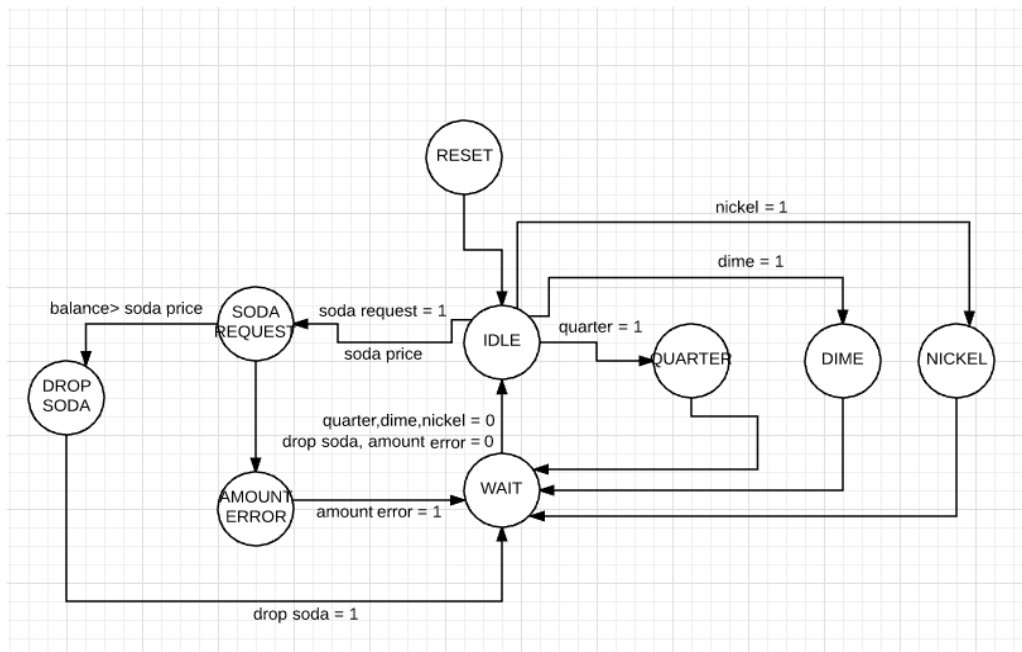 RESET
nickel = 1
dime = 1
balance> soda price
SODA
REQUEST
soda request = 1
soda price
IDLE
quarter = 1
QUARTER
DIME
NICKEL
DROP
SODA
quarter,dime,nickel = 0
drop soda, amount error = 0
WAIT
AMOUNT
ERROR
amount error = 1
drop soda = 1